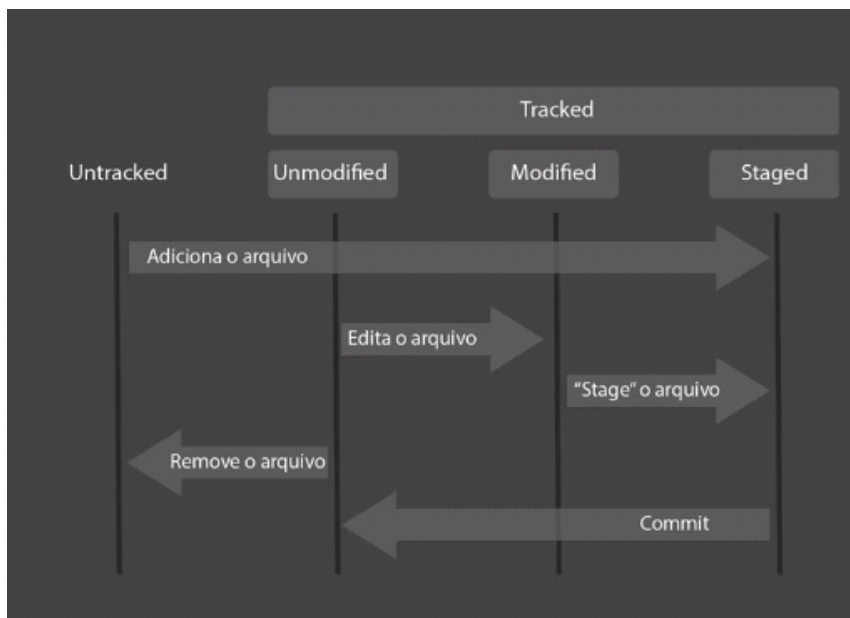 Tracked
Untracked
Unmodified
Modified
Staged
Adiciona o arquivo
Edita o arquivo
“Stage” o arquivo
Remove o arquivo
Commit